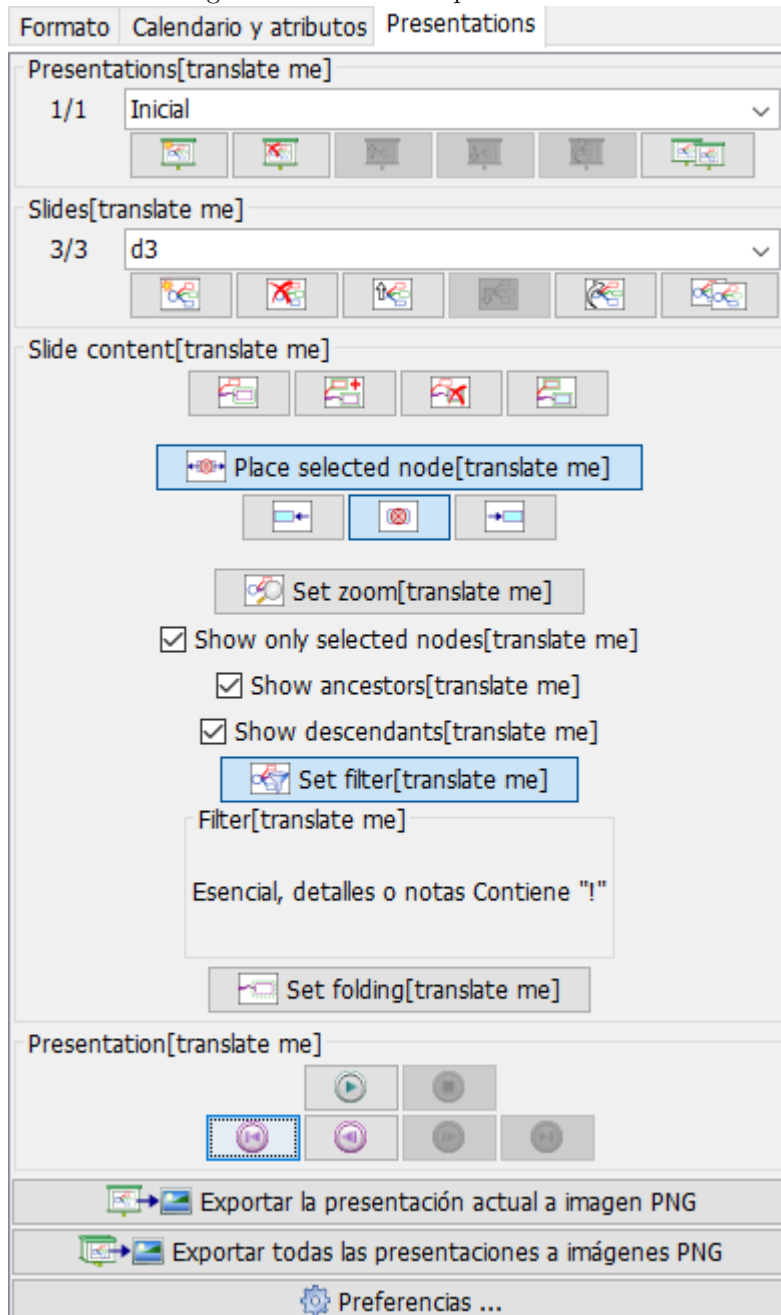 Formato Calendario y atributos Presentations
Presentations[translate me]
1/1 Inicial
Slides[translate me]
3/3 d3
Slide content[translate me]
Place selected node[translate me]
Set zoom[translate me]
Show only selected nodes[translate me]
Show ancestors[translate me]
Show descendants[translate me]
Set filter[translate me]
Filter[translate me]
Esencial, detalles o notas Contiene "!"
Set folding[translate me]
Presentation[translate me]
Exportar la presentación actual a imagen PNG
Exportar todas las presentaciones a imágenes PNG
Preferencias ...